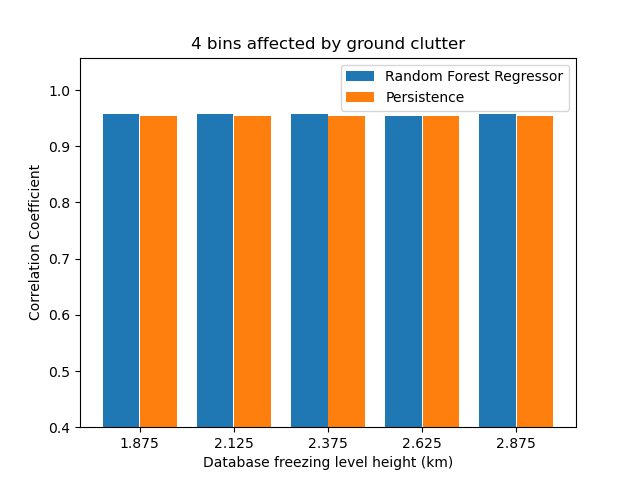 4 bins affected by ground clutter
Random Forest Regressor
Persistence
1.0
0.9
0.8
0.7
0.6
0.5
0.4
Correlation Coefficient
1.875 2.125 2.375 2.625 2.875
Database freezing level height (km)